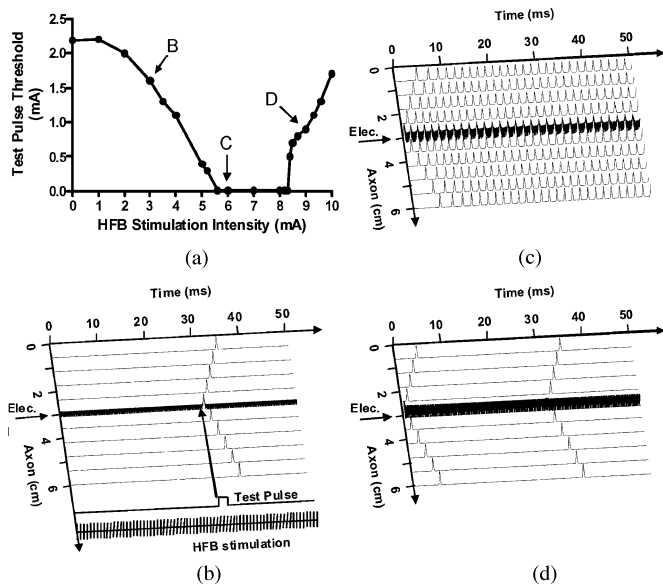 2.5
2.0
1.5
1.0
0.5
0.0
Test Pulse Threshold
(mA)
B
C
D
0 1 2 3 4 5 6 7 8 9 10
HFB Stimulation Intensity (mA)
(a)
Time (ms)
0 10 20 30 40 50
0
2
4
6
Elec.
Axon (cm)
(c)
Time (ms)
0 10 20 30 40 50
0
2
4
6
Elec.
Axon (cm)
Test Pulse
HFB stimulation
(b)
Time (ms)
0 10 20 30 40 50
0
2
4
6
Elec.
Axon (cm)
(d)